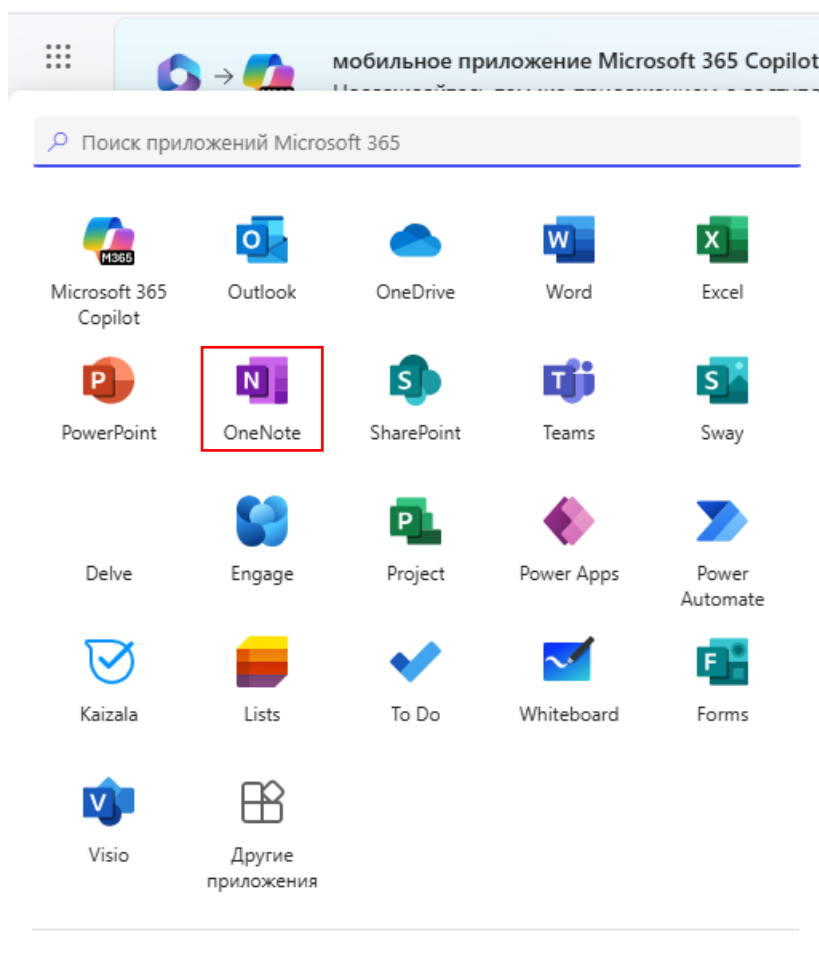 мобильное приложение Microsoft 365 Copilot
Поиск приложений Microsoft 365
M365
Microsoft 365
Copilot
O
Outlook
OneDrive
W
Word
X
Excel
P
PowerPoint
N
OneNote
S
SharePoint
T
Teams
S
Sway
Delve
Engage
P
Project
Power Apps
Power
Automate
Kaizala
Lists
To Do
Whiteboard
F
Forms
V
Visio
Другие
приложения